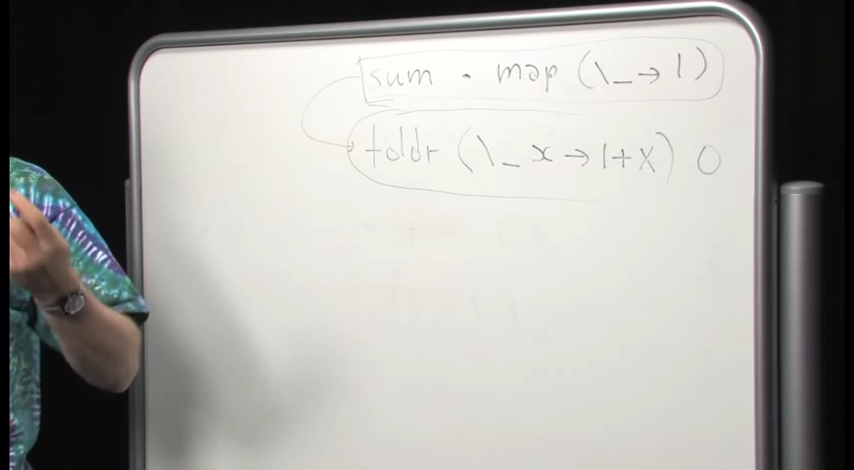 sum . map (\_→ 1)
foldr (\_ x → 1+x) 0